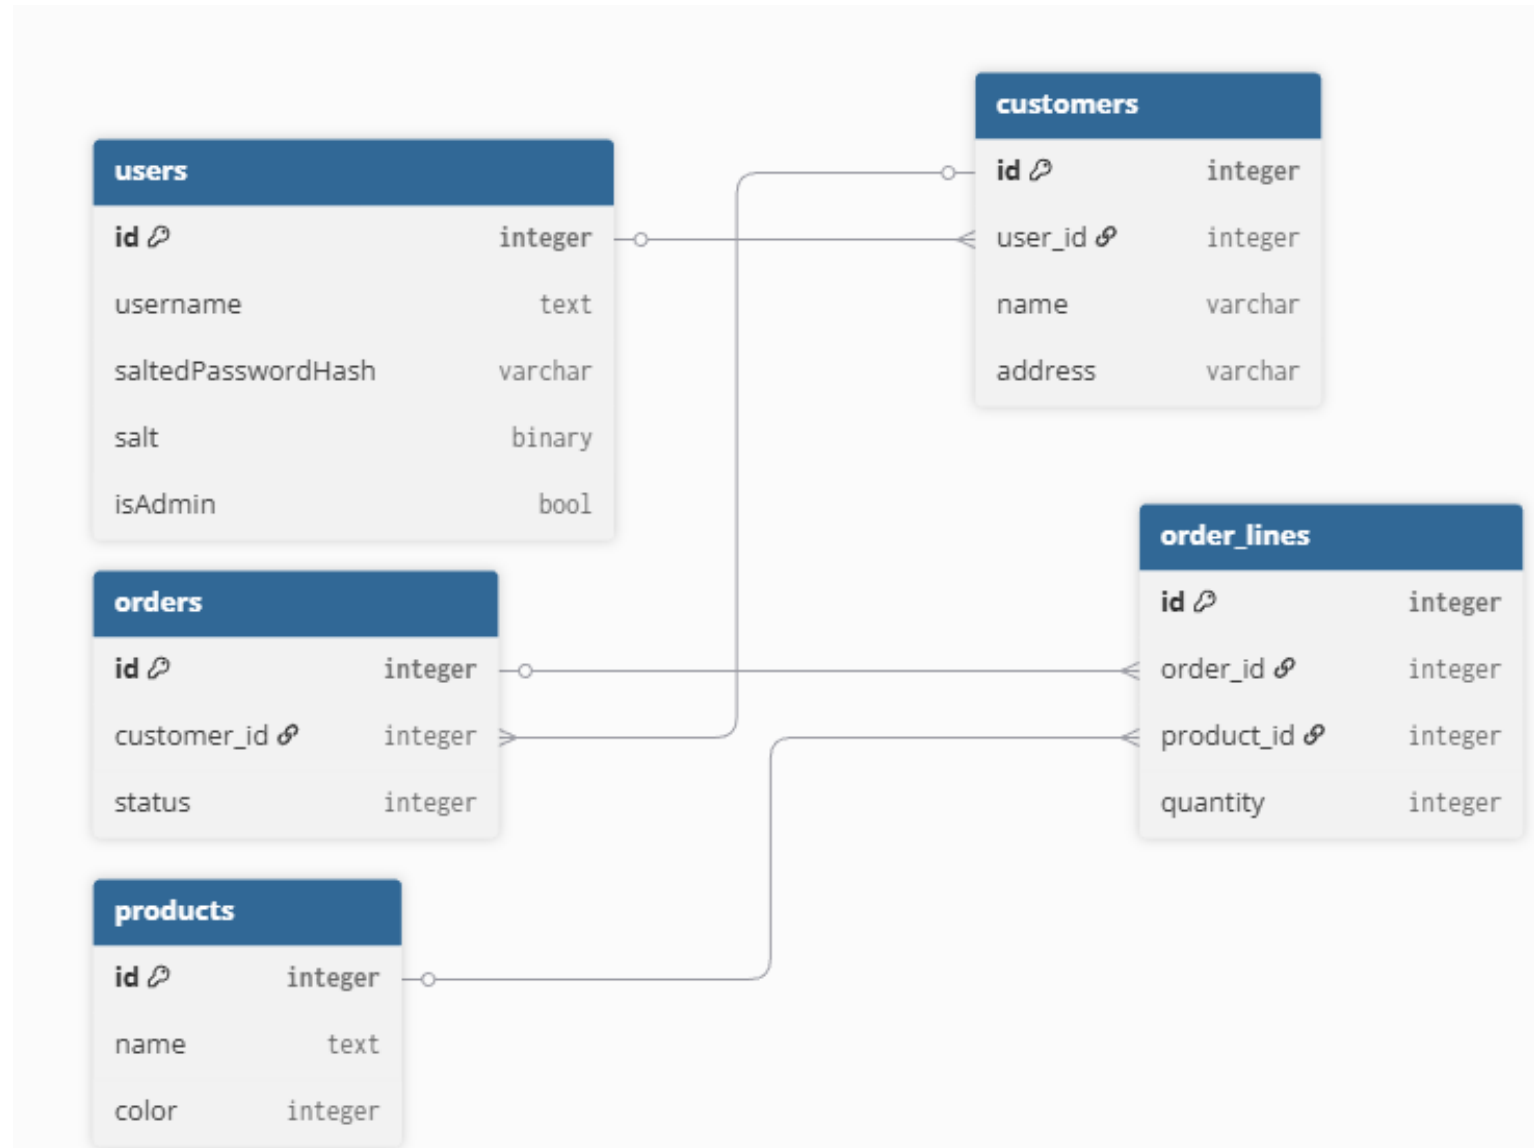 users
id integer
username text
saltedPasswordHash varchar
salt binary
isAdmin bool
customers
id integer
user_id integer
name varchar
address varchar
orders
id integer
customer_id integer
status integer
order_lines
id integer
order_id integer
product_id integer
quantity integer
products
id integer
name text
color integer